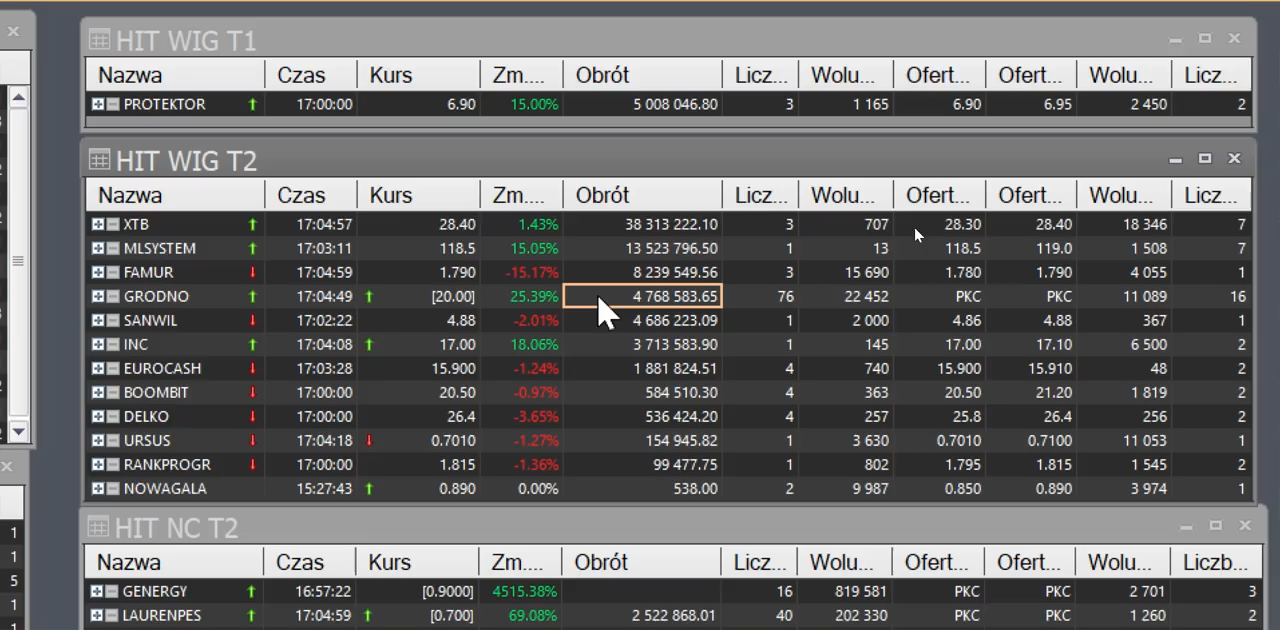 HIT WIG T1
Nazwa Czas Kurs Zm.... Obrót Licz... Wolu... Ofert... Ofert... Wolu... Licz...
PROTEKTOR 17:00:00 6.90 15.00% 5 008 046.80 3 1 165 6.90 6.95 2 450 2
HIT WIG T2
Nazwa Czas Kurs Zm.... Obrót Licz... Wolu... Ofert... Ofert... Wolu... Licz...
XTB 17:04:57 28.40 1.43% 38 313 222.10 3 707 28.30 28.40 18 346 7
MLSYSTEM 17:03:11 118.5 15.05% 13 523 796.50 1 13 118.5 119.0 1 508 7
FAMUR 17:04:59 1.790 -15.17% 8 239 549.56 3 15 690 1.780 1.790 4 055 1
GRODNO 17:04:49 [20.00] 25.39% 4 768 583.65 76 22 452 PKC PKC 11 089 16
SANWIL 17:02:22 4.88 -2.01% 4 686 223.09 1 2 000 4.86 4.88 367 1
INC 17:04:08 17.00 18.06% 3 713 583.90 1 145 17.00 17.10 6 500 2
EUROCASH 17:03:28 15.900 -1.24% 1 881 824.51 4 740 15.900 15.910 48 2
BOOMBIT 17:00:00 20.50 -0.97% 584 510.30 4 363 20.50 21.20 1 819 2
DELKO 17:00:00 26.4 -3.65% 536 424.20 4 257 25.8 26.4 256 2
URSUS 17:04:18 0.7010 -1.27% 154 945.82 1 3 630 0.7010 0.7100 11 053 1
RANKPROGR 17:00:00 1.815 -1.36% 99 477.75 1 802 1.795 1.815 1 545 2
NOWAGALA 15:27:43 0.890 0.00% 538.00 2 9 987 0.850 0.890 3 974 1
HIT NC T2
Nazwa Czas Kurs Zm.... Obrót Licz... Wolu... Ofert... Ofert... Wolu... Liczb...
1 GENERGY 16:57:22 [0.9000] 4515.38% 16 819 581 PKC PKC 2 701 3
LAURENPES 17:04:59 [0.700] 69.08% 2 522 868.01 40 202 330 PKC PKC 1 260 2